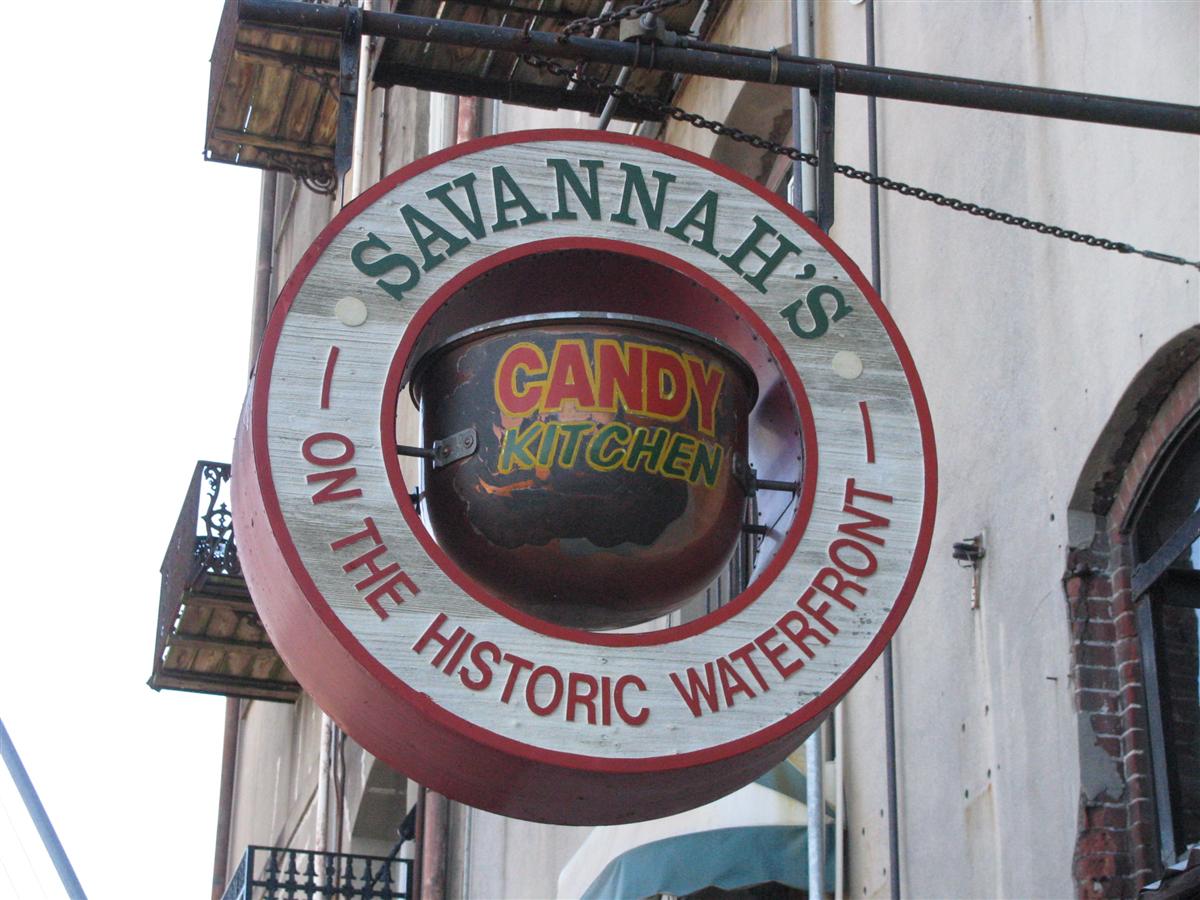 SAVANNAH'S
CANDY
KITCHEN
— ON THE HISTORIC WATERFRONT —